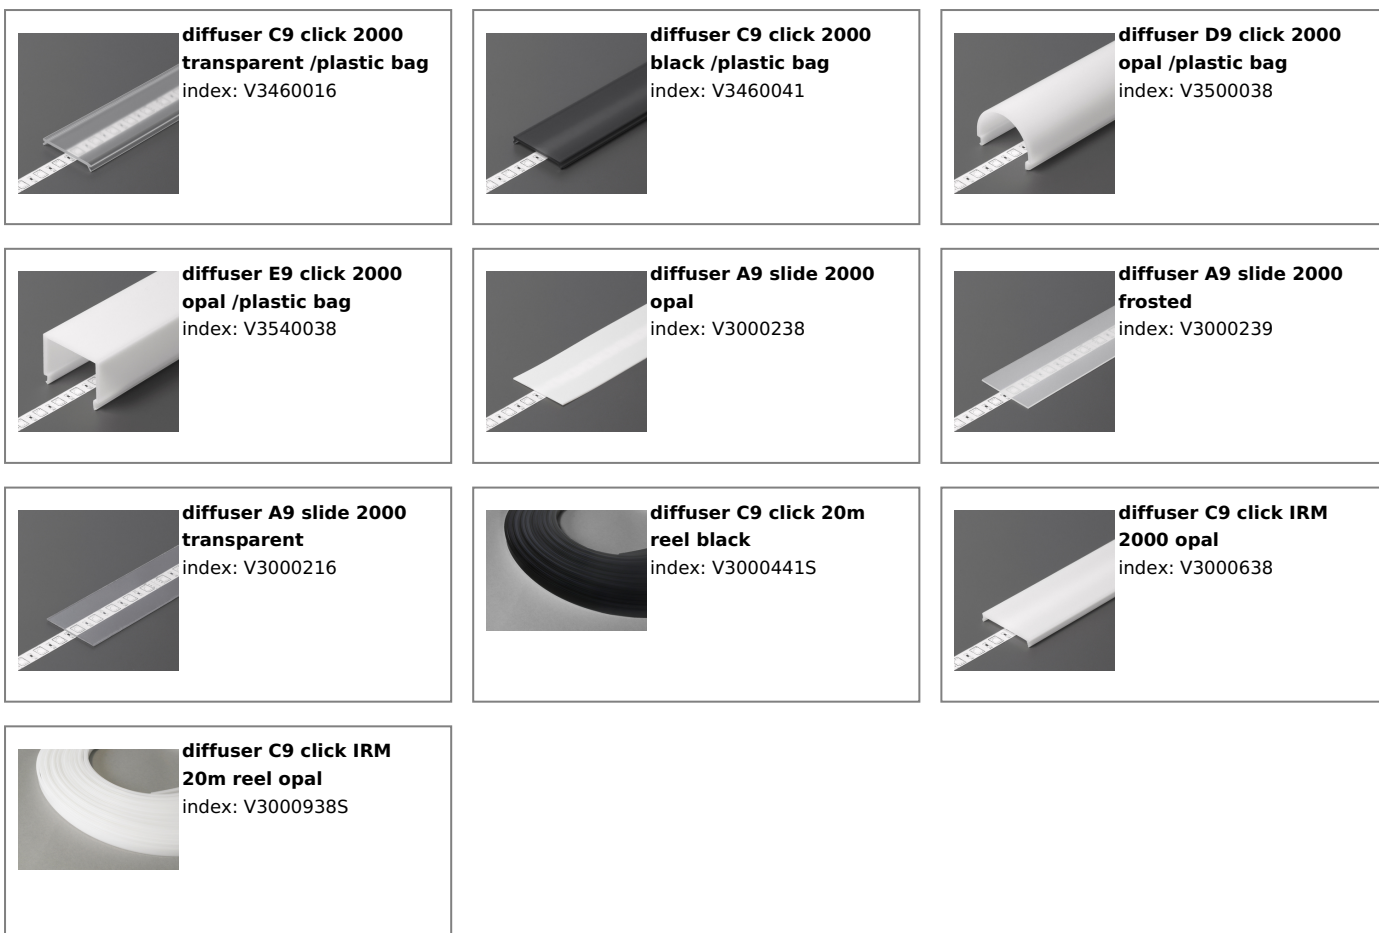 diffuser C9 click 2000
transparent /plastic bag
index: V3460016
diffuser C9 click 2000
black /plastic bag
index: V3460041
diffuser D9 click 2000
opal /plastic bag
index: V3500038
diffuser E9 click 2000
opal /plastic bag
index: V3540038
diffuser A9 slide 2000
opal
index: V3000238
diffuser A9 slide 2000
frosted
index: V3000239
diffuser A9 slide 2000
transparent
index: V3000216
diffuser C9 click 20m
reel black
index: V3000441S
diffuser C9 click IRM
2000 opal
index: V3000638
diffuser C9 click IRM
20m reel opal
index: V3000938S